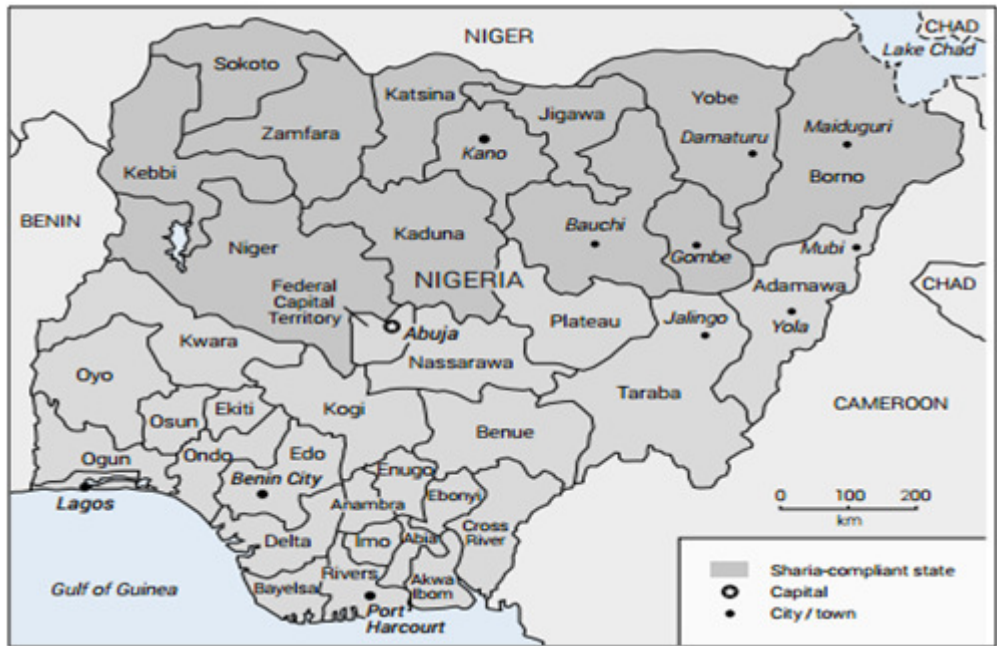 NIGER
CHAD
Lake Chad
Sokoto
Katsina
Yobe
Jigawa
Zamfara
Damaturu
Maiduguri
Kano
Kebbi
Borno
BENIN
Bauchi
Niger
Kaduna
Gombe
Mubi
NIGERIA
Federal
Capital
Territory
Adamawa
CHAD
Abuja
Plateau
Jalingo
Yola
Kwara
Nassarawa
Oyo
Taraba
Ekiti
Kogi
CAMEROON
Osun
Benue
Ogun
Ondo
Edo
Enugo
Benin City
Ebonyi
Lagos
Anambra
0 100 200
km
Delta
Imo
Abia
Cross
River
Gulf of Guinea
Bayelsal
Rivers
Akwa
Ibom
Port
Harcourt
Sharia-compliant state
Capital
City / town